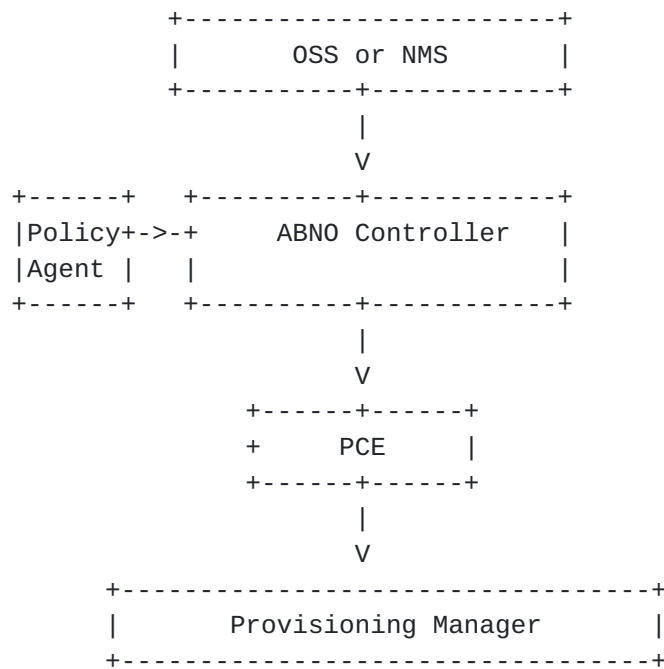 OSS or NMS
Policy
ABNO Controller
Agent
PCE
Provisioning Manager